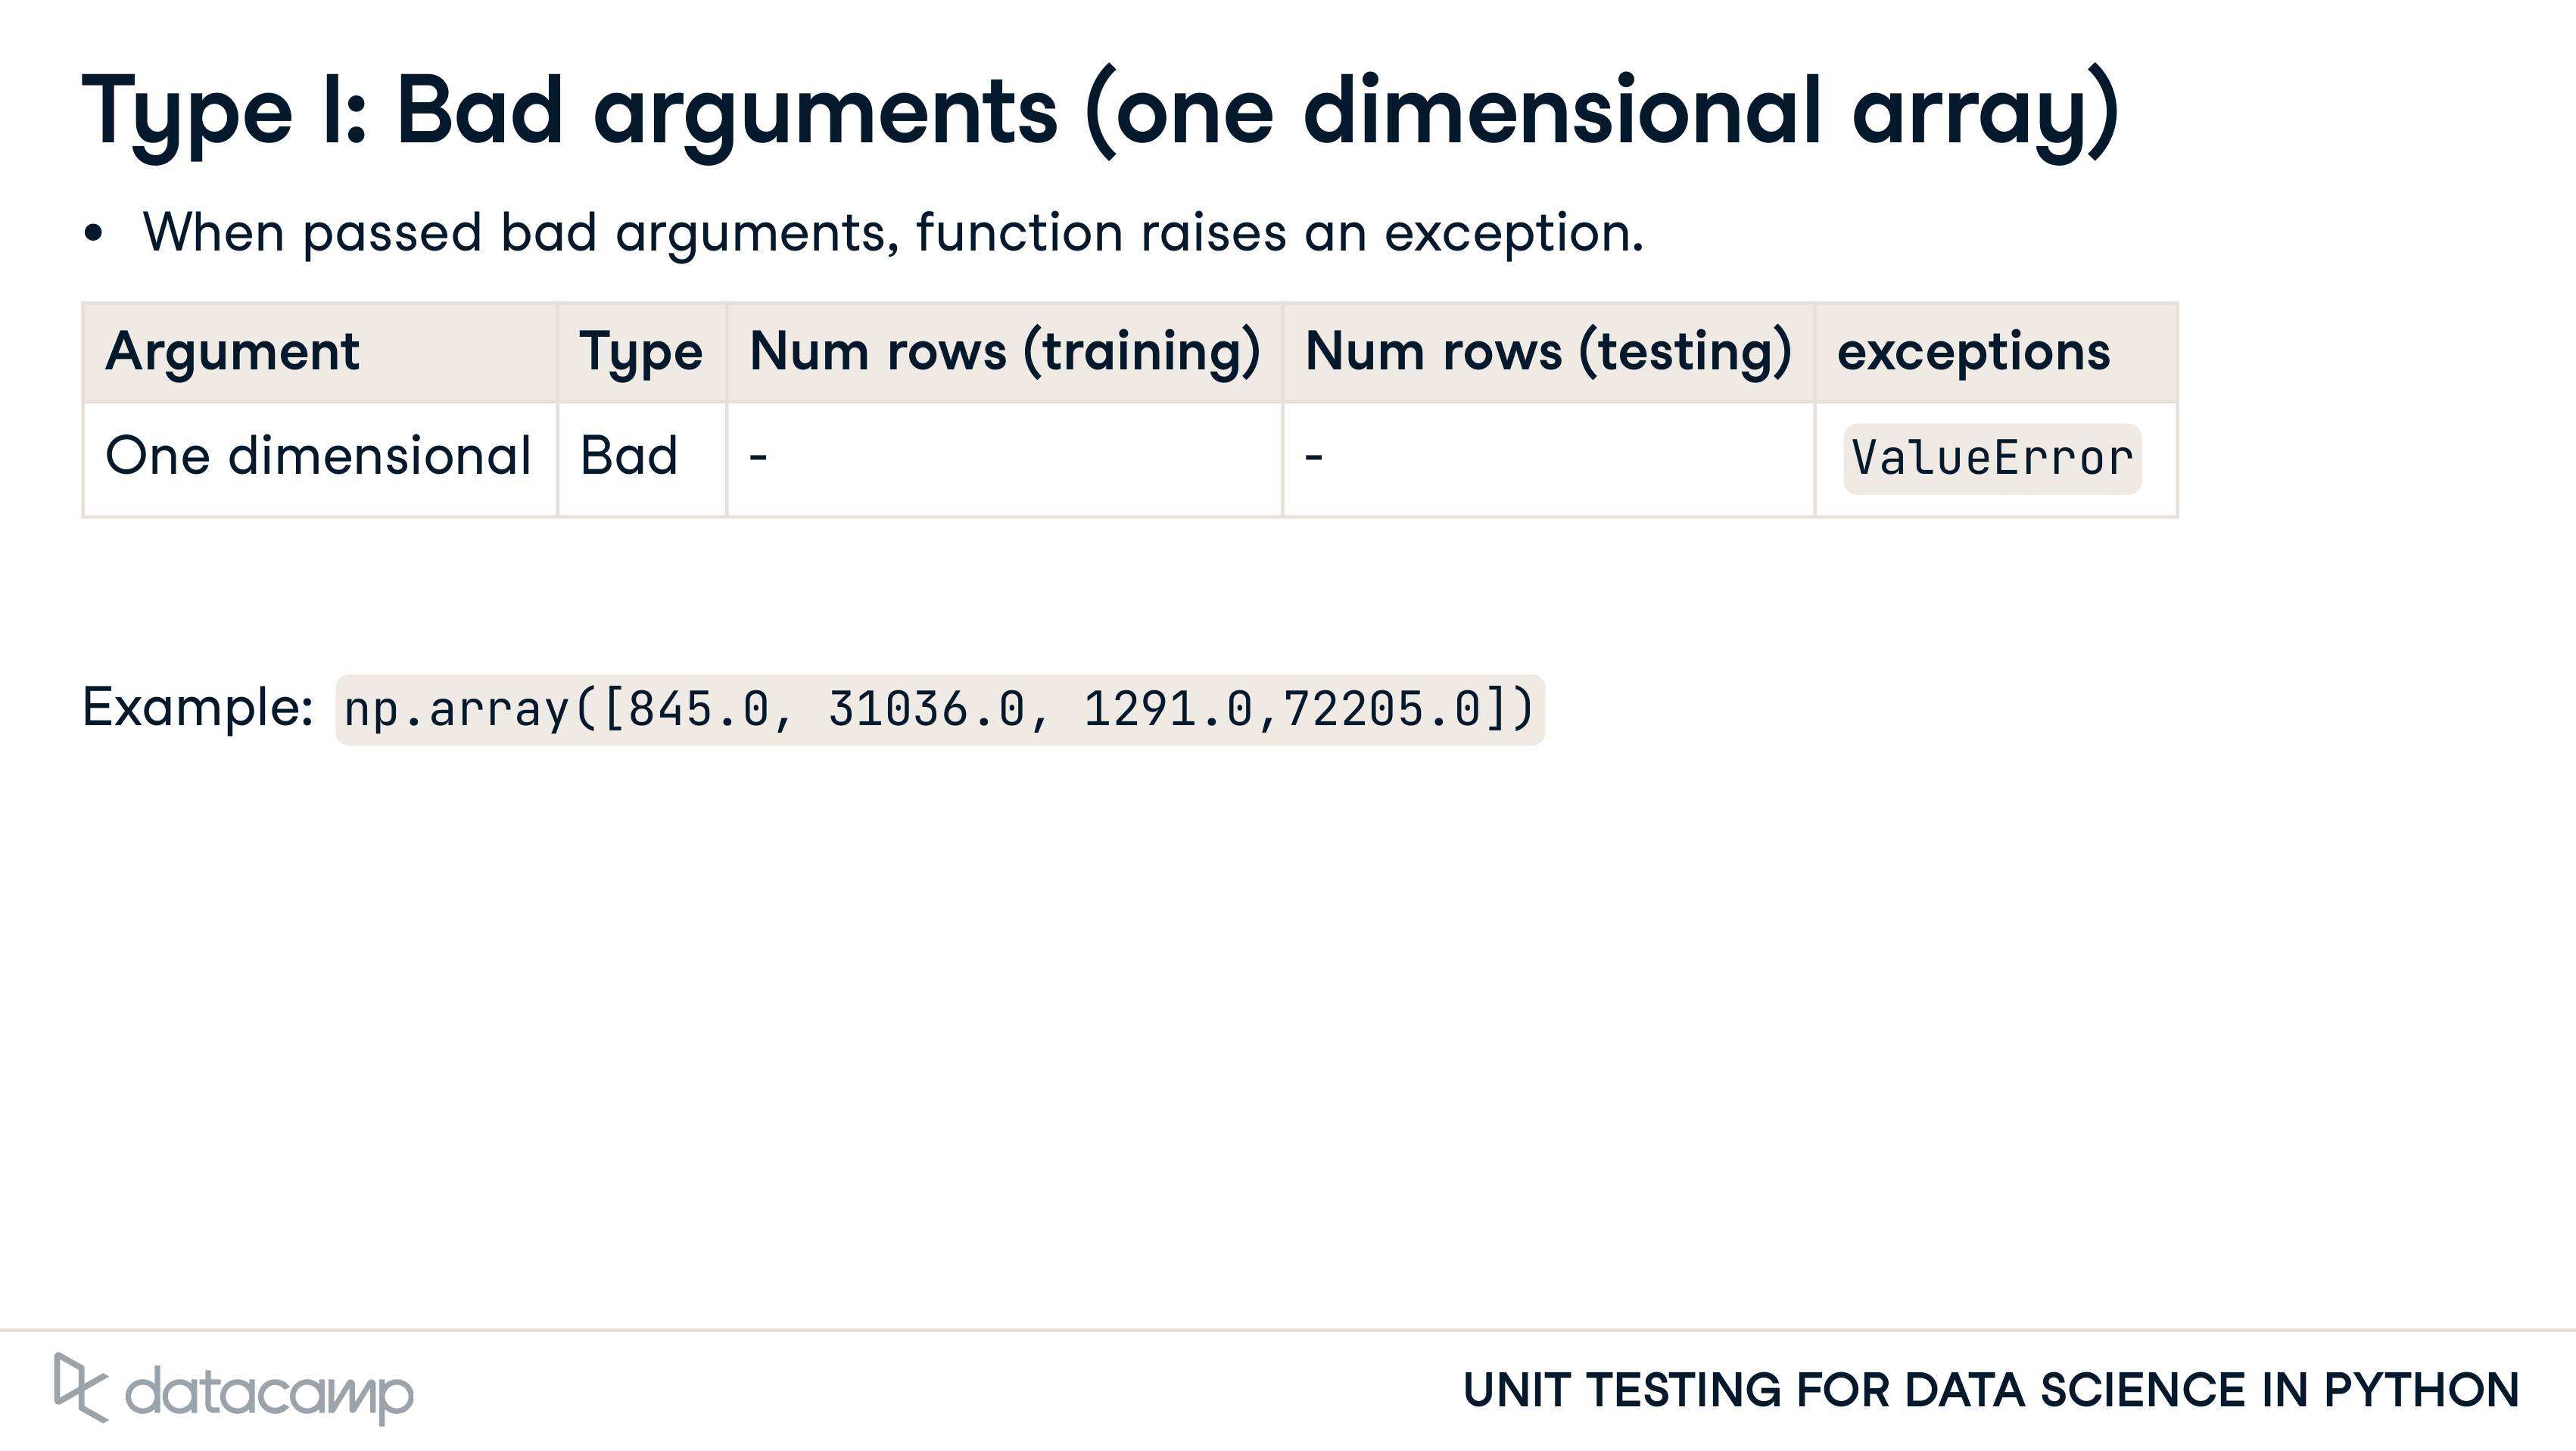 Type I: Bad arguments (one dimensional array)
• When passed bad arguments, function raises an exception.
Argument Type Num rows (training) Num rows (testing) exceptions
One dimensional Bad - - ValueError
Example: np.array([845.0, 31036.0, 1291.0,72205.0])
datacamp UNIT TESTING FOR DATA SCIENCE IN PYTHON